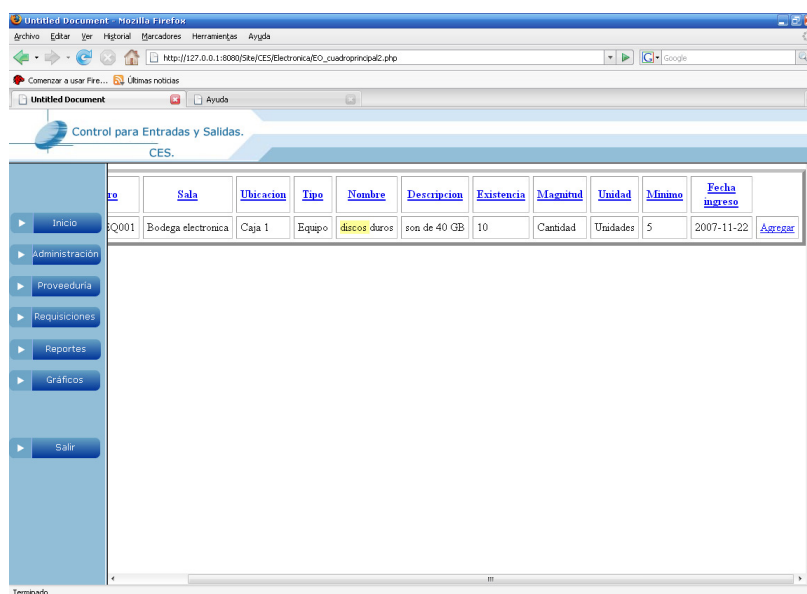 Untitled Document - Mozilla Firefox
Archivo Editar Ver Historial Marcadores Herramientas Ayuda
http://127.0.0.1:8080/Site/CES/Electronica/EO_cuadroprincipal2.php
Google
Comenzar a usar Fire... Últimas noticias
Untitled Document Ayuda
Control para Entradas y Salidas.
CES.
ro Sala Ubicacion Tipo Nombre Descripcion Existencia Magnitud Unidad Minimo Fecha ingreso
EQ001 Bodega electronica Caja 1 Equipo discos duros son de 40 GB 10 Cantidad Unidades 5 2007-11-22 Agregar
Inicio
Administración
Proveeduría
Requisiciones
Reportes
Gráficos
Salir
Terminado